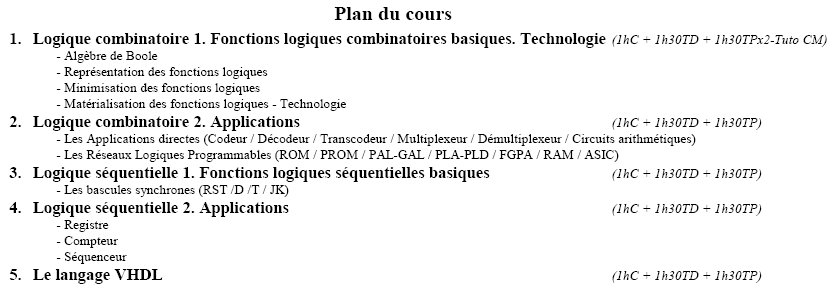 Plan du cours
1. Logique combinatoire 1. Fonctions logiques combinatoires basiques. Technologie (1hC + 1h30TD + 1h30TPx2-Tuto CM)
- Algèbre de Boole
- Représentation des fonctions logiques
- Minimisation des fonctions logiques
- Matérialisation des fonctions logiques - Technologie
2. Logique combinatoire 2. Applications (1hC + 1h30TD + 1h30TP)
- Les Applications directes (Codeur / Décodeur / Transcodeur / Multiplexeur / Démultiplexeur / Circuits arithmétiques)
- Les Réseaux Logiques Programmables (ROM / PROM / PAL-GAL / PLA-PLD / FGPA / RAM / ASIC)
3. Logique séquentielle 1. Fonctions logiques séquentielles basiques (1hC + 1h30TD + 1h30TP)
- Les bascules synchrones (RST /D /T / JK)
4. Logique séquentielle 2. Applications (1hC + 1h30TD + 1h30TP)
- Registre
- Compteur
- Séquenceur
5. Le langage VHDL (1hC + 1h30TD + 1h30TP)